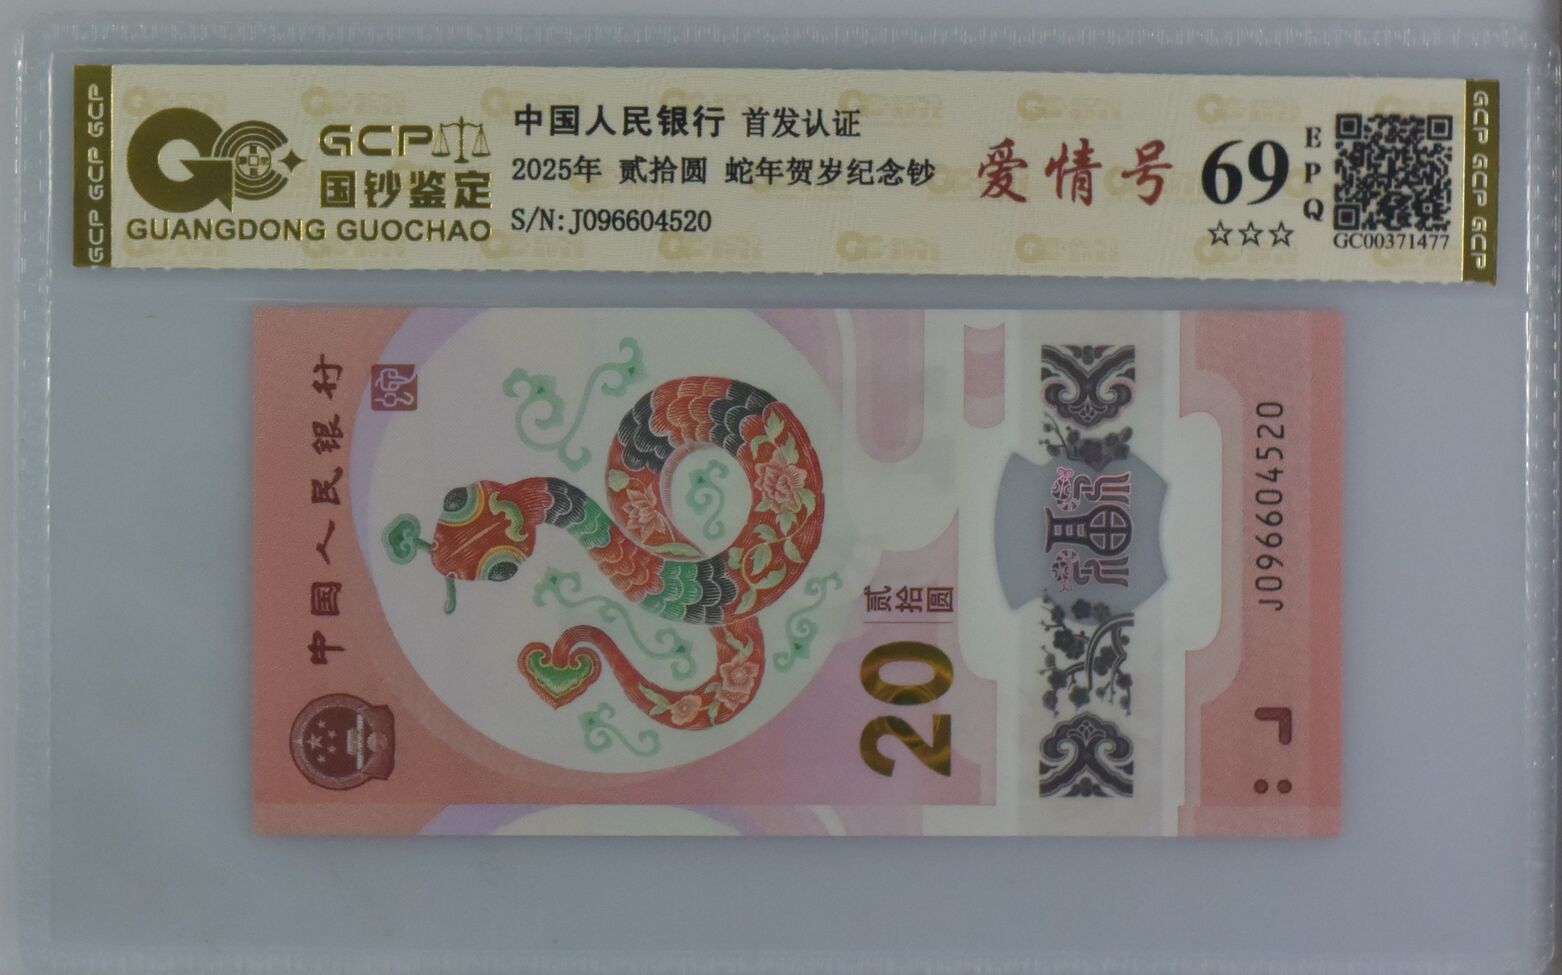 GCP GCP GCP
GCP
国钞鉴定
GUANGDONG GUOCHAO
中国人民银行 首发认证
2025年 贰拾圆 蛇年贺岁纪念钞
S/N:J096604520
爱情号
69
EPQ
☆☆☆
GC00371477
GCP GCP GCP
中国人民银行
贰拾圆
20
福
J096604520